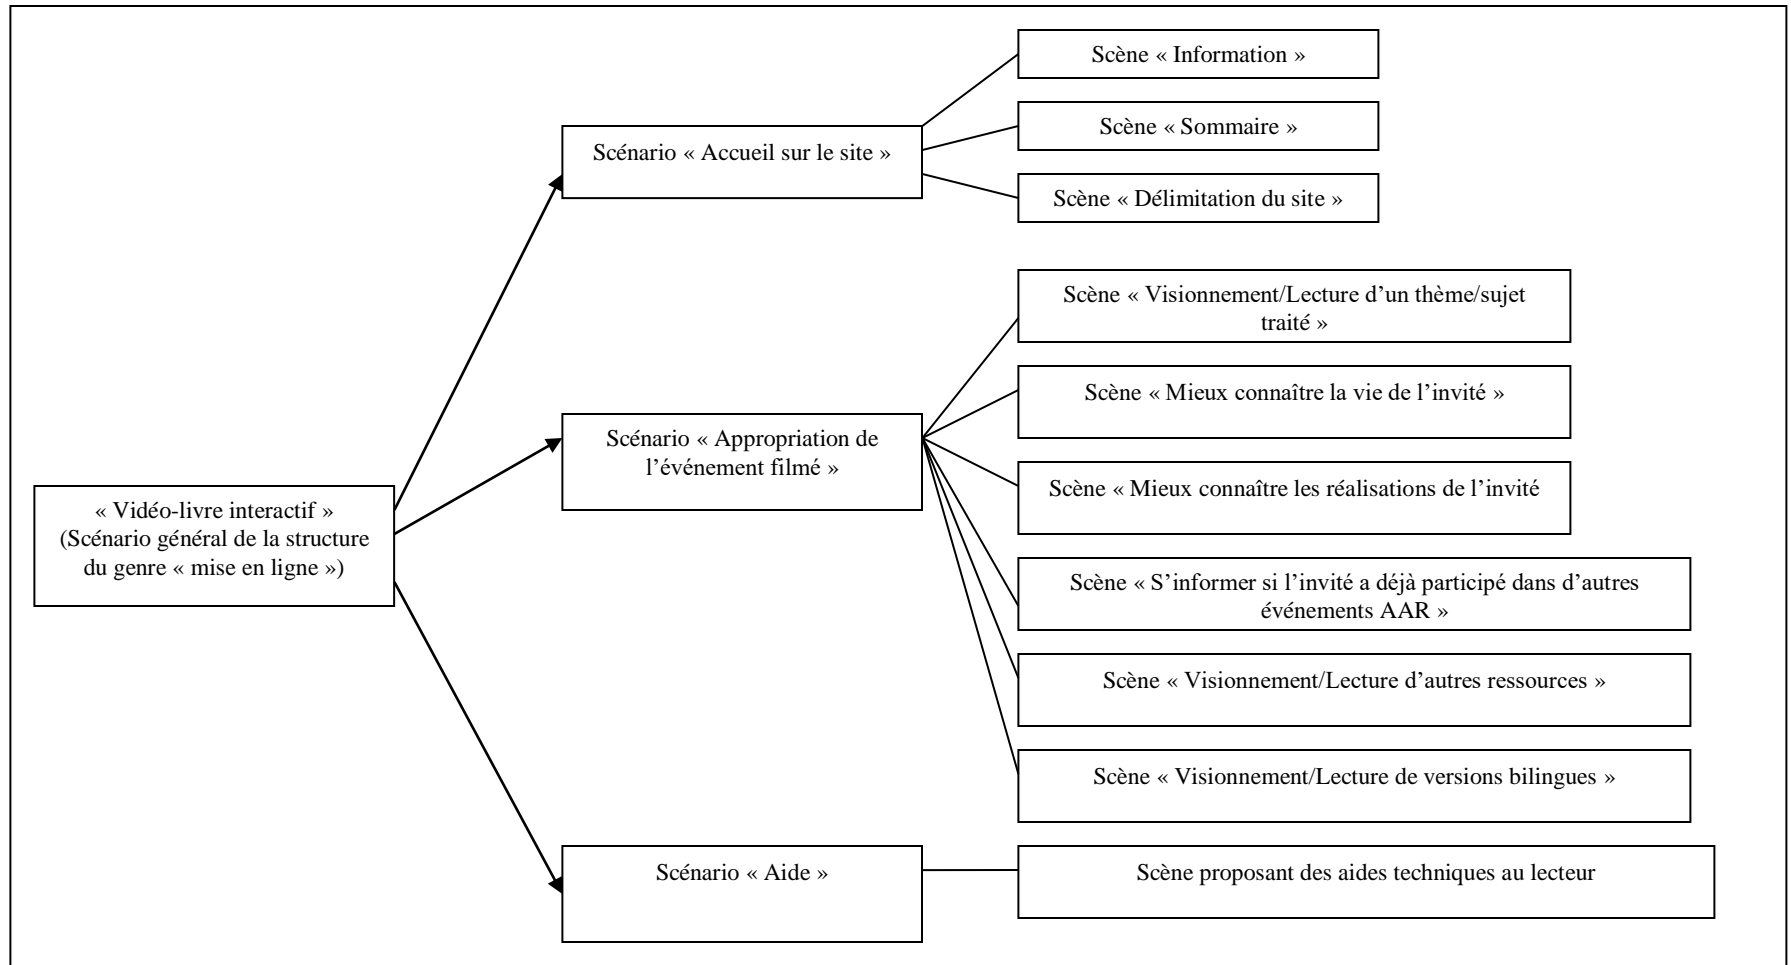 Scène « Information »
Scène « Sommaire »
Scénario « Accueil sur le site »
Scène « Délimitation du site »
Scène « Visionnement/Lecture d’un thème/sujet
traité »
Scène « Mieux connaître la vie de l’invité »
Scénario « Appropriation de
l’événement filmé »
Scène « Mieux connaître les réalisations de l’invité
« Vidéo-livre interactif »
(Scénario général de la structure
du genre « mise en ligne »)
Scène « S’informer si l’invité a déjà participé dans d’autres
événements AAR »
Scène « Visionnement/Lecture d’autres ressources »
Scène « Visionnement/Lecture de versions bilingues »
Scénario « Aide »
Scène proposant des aides techniques au lecteur